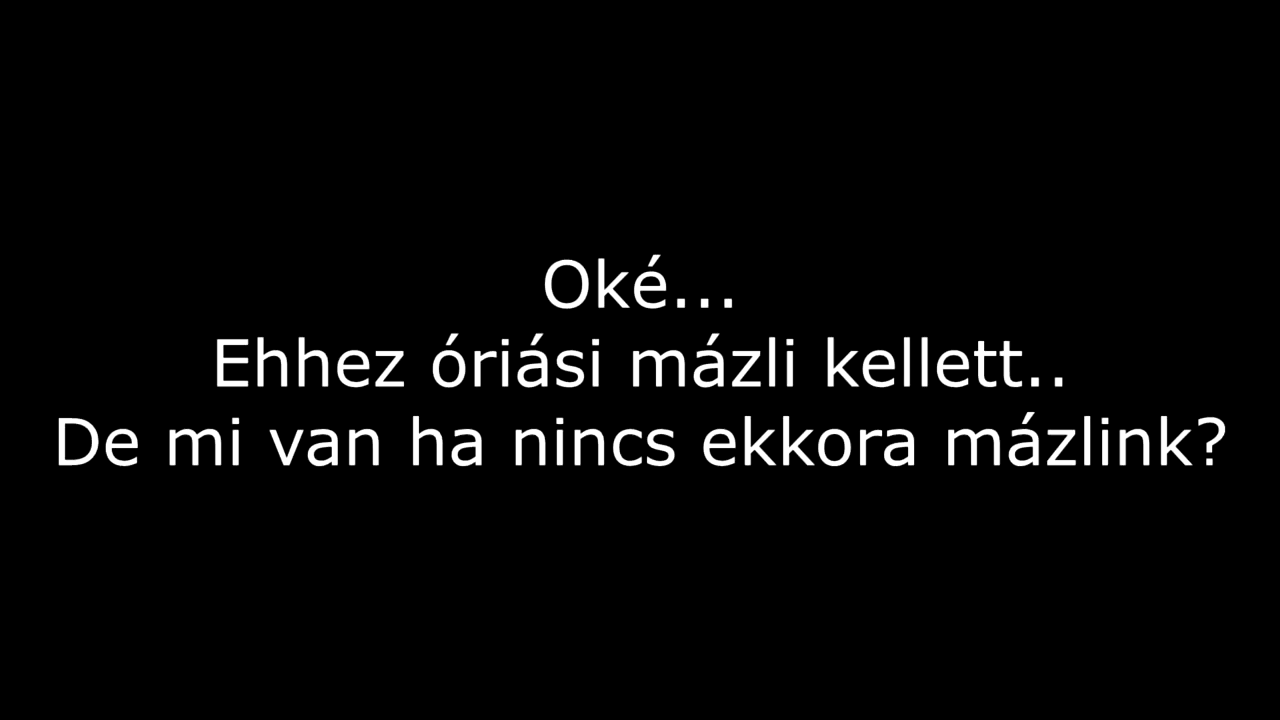 Oké...
Ehhez óriási mázli kellett..
De mi van ha nincs ekkora mázlink?